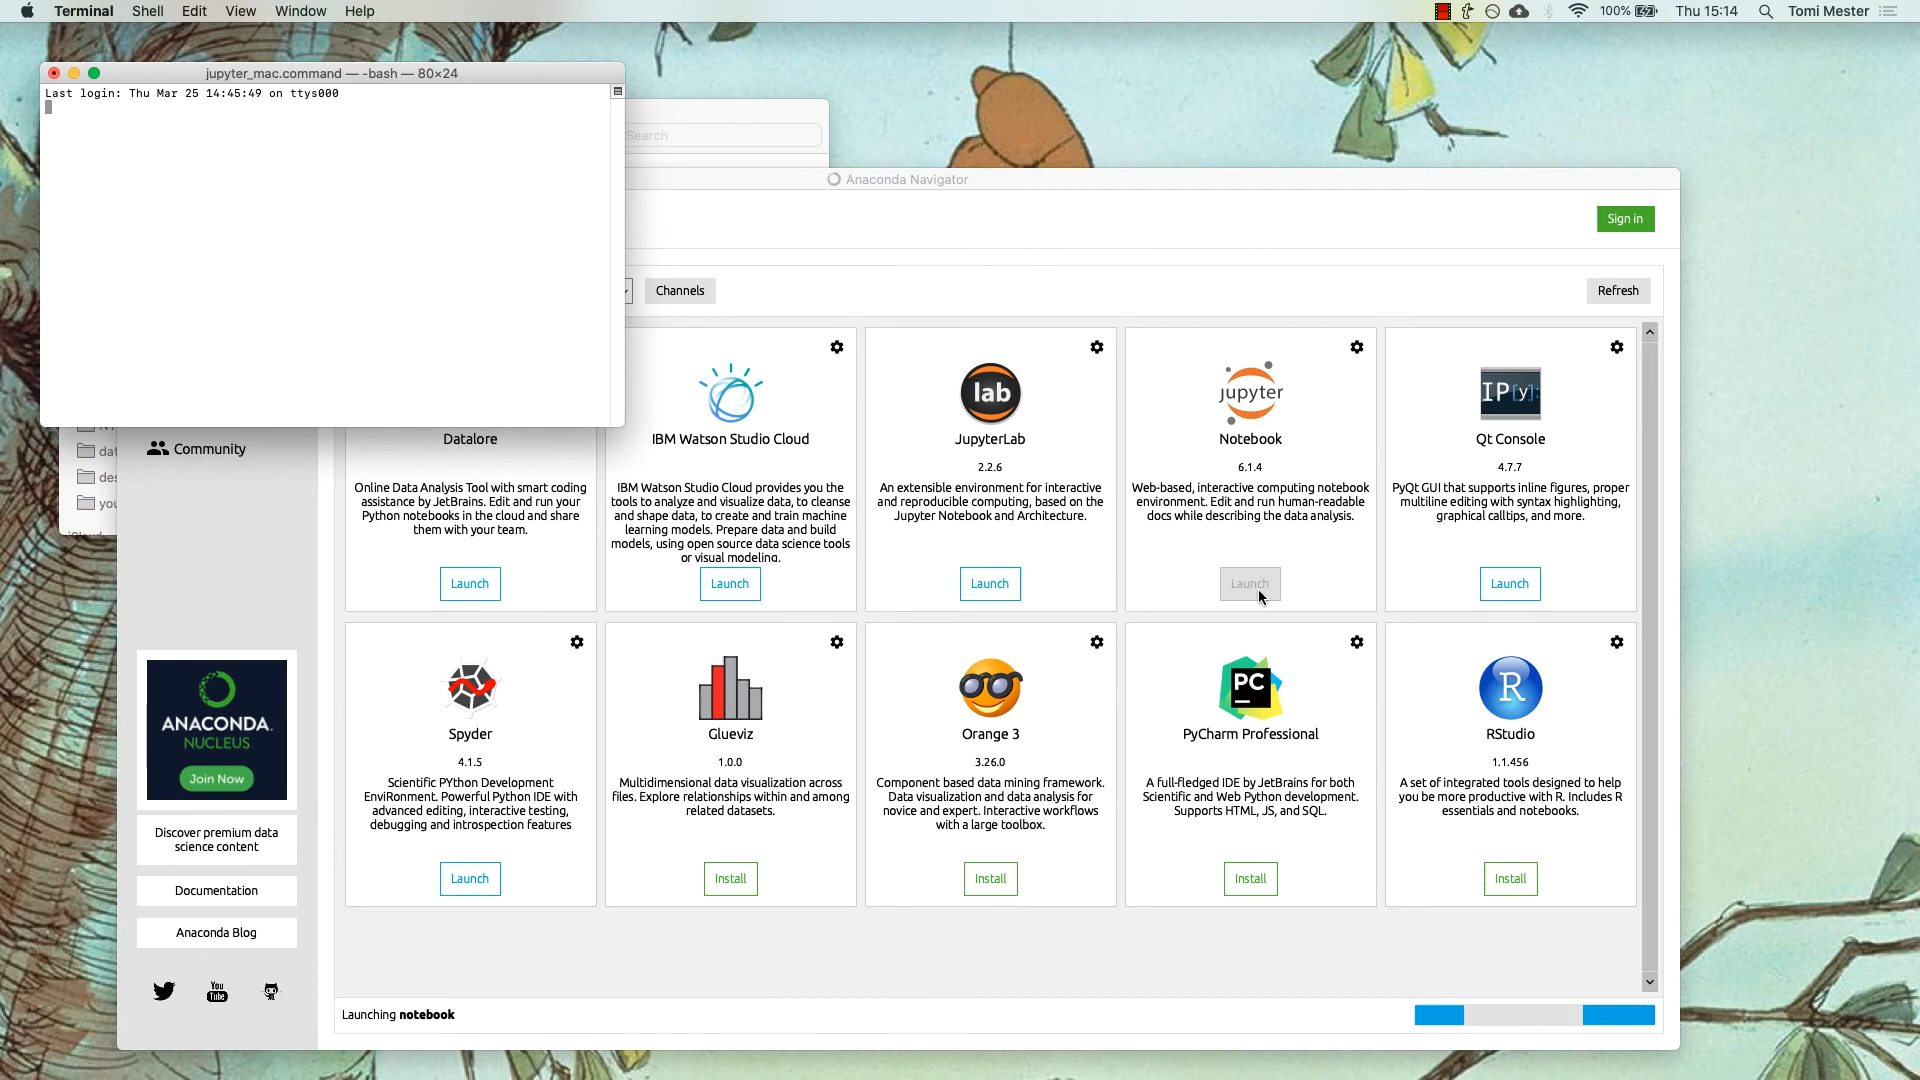 Terminal Shell Edit View Window Help
100% Thu 15:14 Tomi Mester
jupyter_mac.command — -bash — 80×24
Last login: Thu Mar 25 14:45:49 on ttys000
Search
Anaconda Navigator
Sign in
Channels
Refresh
Community
Datalore
Online Data Analysis Tool with smart coding
assistance by JetBrains. Edit and run your
Python notebooks in the cloud and share
them with your team.
Launch
IBM Watson Studio Cloud
IBM Watson Studio Cloud provides you the
tools to analyze and visualize data, to cleanse
and shape data, to create and train machine
learning models. Prepare data and build
models, using open source data science tools
or visual modeling.
Launch
lab
JupyterLab
2.2.6
An extensible environment for interactive
and reproducible computing, based on the
Jupyter Notebook and Architecture.
Launch
jupyter
Notebook
6.1.4
Web-based, interactive computing notebook
environment. Edit and run human-readable
docs while describing the data analysis.
Launch
IP[y]:
Qt Console
4.7.7
PyQt GUI that supports inline figures, proper
multiline editing with syntax highlighting,
graphical calltips, and more.
Launch
Spyder
4.1.5
Scientific PYthon Development
EnviRonment. Powerful Python IDE with
advanced editing, interactive testing,
debugging and introspection features
Launch
Glueviz
1.0.0
Multidimensional data visualization across
files. Explore relationships within and among
related datasets.
Install
Orange 3
3.26.0
Component based data mining framework.
Data visualization and data analysis for
novice and expert. Interactive workflows
with a large toolbox.
Install
PC
PyCharm Professional
A full-fledged IDE by JetBrains for both
Scientific and Web Python development.
Supports HTML, JS, and SQL.
Install
R
RStudio
1.1.456
A set of integrated tools designed to help
you be more productive with R. Includes R
essentials and notebooks.
Install
dat
des
you
ANACONDA.
NUCLEUS
Join Now
Discover premium data
science content
Documentation
Anaconda Blog
You
Tube
Launching notebook